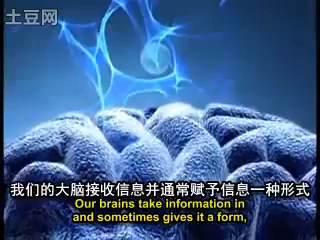 土豆网
我们的大脑接收信息并通常赋予信息一种形式
Our brains take information in
and sometimes gives it a form,